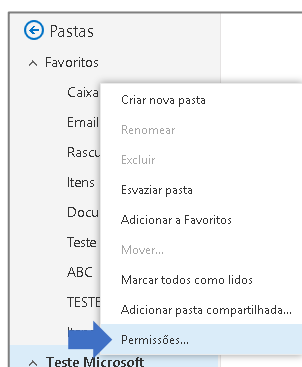 Pastas
Favoritos
Caixa
Criar nova pasta
Email
Renomear
Rascu
Excluir
Itens
Esvaziar pasta
Docu
Adicionar a Favoritos
Teste
Mover...
ABC
Marcar todos como lidos
TESTE
Adicionar pasta compartilhada...
Permissões...
Teste Microsoft